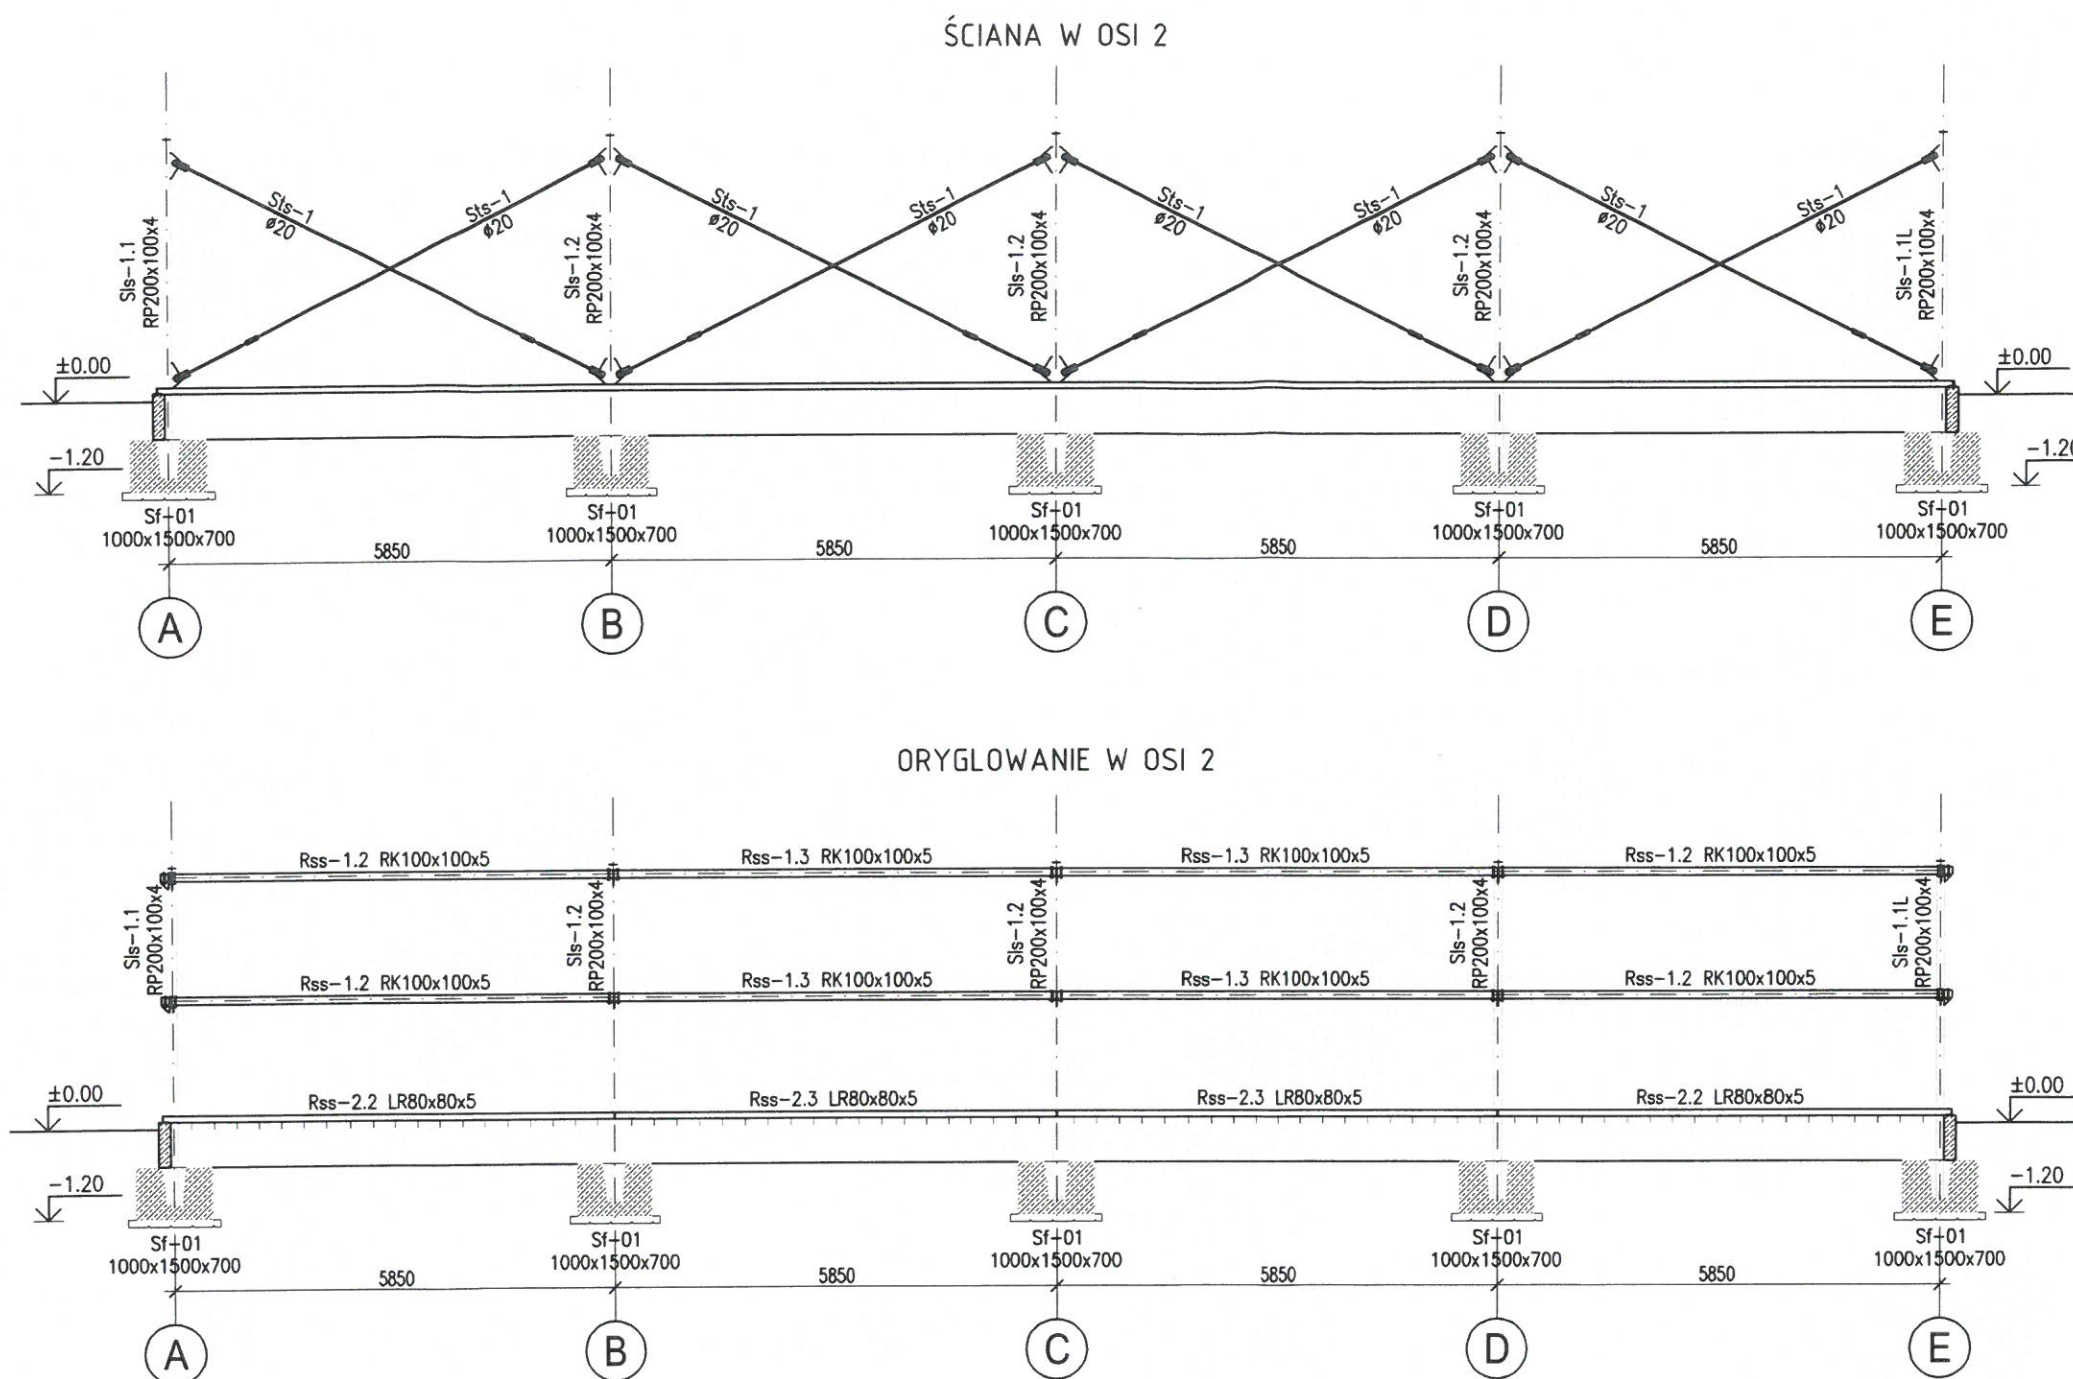 ŚCIANA W OSI 2
Sts-1
ø20
Sts-1
ø20
Sts-1
ø20
Sts-1
ø20
Sts-1
ø20
Sts-1
ø20
Sts-1
ø20
Sts-1
ø20
Sls-1.1
RP200x100x4
Sls-1.2
RP200x100x4
Sls-1.2
RP200x100x4
Sls-1.2
RP200x100x4
Sls-1.1L
RP200x100x4
±0.00
±0.00
-1.20
-1.20
Sf-01
1000x1500x700
Sf-01
1000x1500x700
Sf-01
1000x1500x700
Sf-01
1000x1500x700
Sf-01
1000x1500x700
5850
5850
5850
5850
A
B
C
D
E
ORYGLOWANIE W OSI 2
Rss-1.2 RK100x100x5
Rss-1.3 RK100x100x5
Rss-1.3 RK100x100x5
Rss-1.2 RK100x100x5
Sls-1.1
RP200x100x4
Sls-1.2
RP200x100x4
Sls-1.2
RP200x100x4
Sls-1.2
RP200x100x4
Sls-1.1L
RP200x100x4
Rss-1.2 RK100x100x5
Rss-1.3 RK100x100x5
Rss-1.3 RK100x100x5
Rss-1.2 RK100x100x5
±0.00
Rss-2.2 LR80x80x5
Rss-2.3 LR80x80x5
Rss-2.3 LR80x80x5
Rss-2.2 LR80x80x5
±0.00
-1.20
-1.20
Sf-01
1000x1500x700
Sf-01
1000x1500x700
Sf-01
1000x1500x700
Sf-01
1000x1500x700
Sf-01
1000x1500x700
5850
5850
5850
5850
A
B
C
D
E